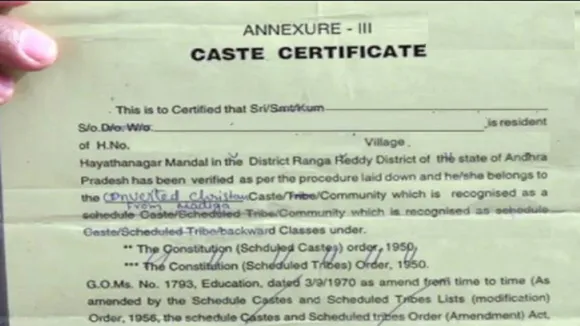 ANNEXURE - III
CASTE CERTIFICATE
This is to Certified that Sri/Smt/Kum
S/o.D/o.W/o. ,is resident
of H.No. Village
Hayathanagar Mandal in the District Ranga Reddy District of the state of Andhra
Pradesh has been verified as per the procedure laid down and he/she belongs to
the Converted Christian Caste/Tribe/Community which is recognised as a
from Madiga
schedule Caste/Scheduled Tribe/Community which is recognised as schedule
Caste/Scheduled Tribe/backward Classes under.
** The Constitution (Schduled Castes) order, 1950,
*** The Constitution (Scheduled Tribes) Order, 1950.
G.O.Ms. No. 1793, Education, dated 3/9/1970 as amend from time to time (As
amended by the Schedule Castes and Scheduled Tribes Lists (modification)
Order, 1956, the schedule Castes and Scheduled tribes Order (Amendment) Act,